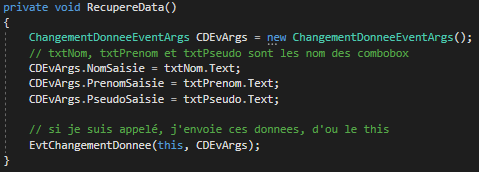 private void RecupereData()
{
ChangementDonneeEventArgs CDEvArgs = new ChangementDonneeEventArgs();
// txtNom, txtPrenom et txtPseudo sont les nom des combobox
CDEvArgs.NomSaisie = txtNom.Text;
CDEvArgs.PrenomSaisie = txtPrenom.Text;
CDEvArgs.PseudoSaisie = txtPseudo.Text;
// si je suis appelé, j'envoie ces donnees, d'ou le this
EvtChangementDonnee(this, CDEvArgs);
}